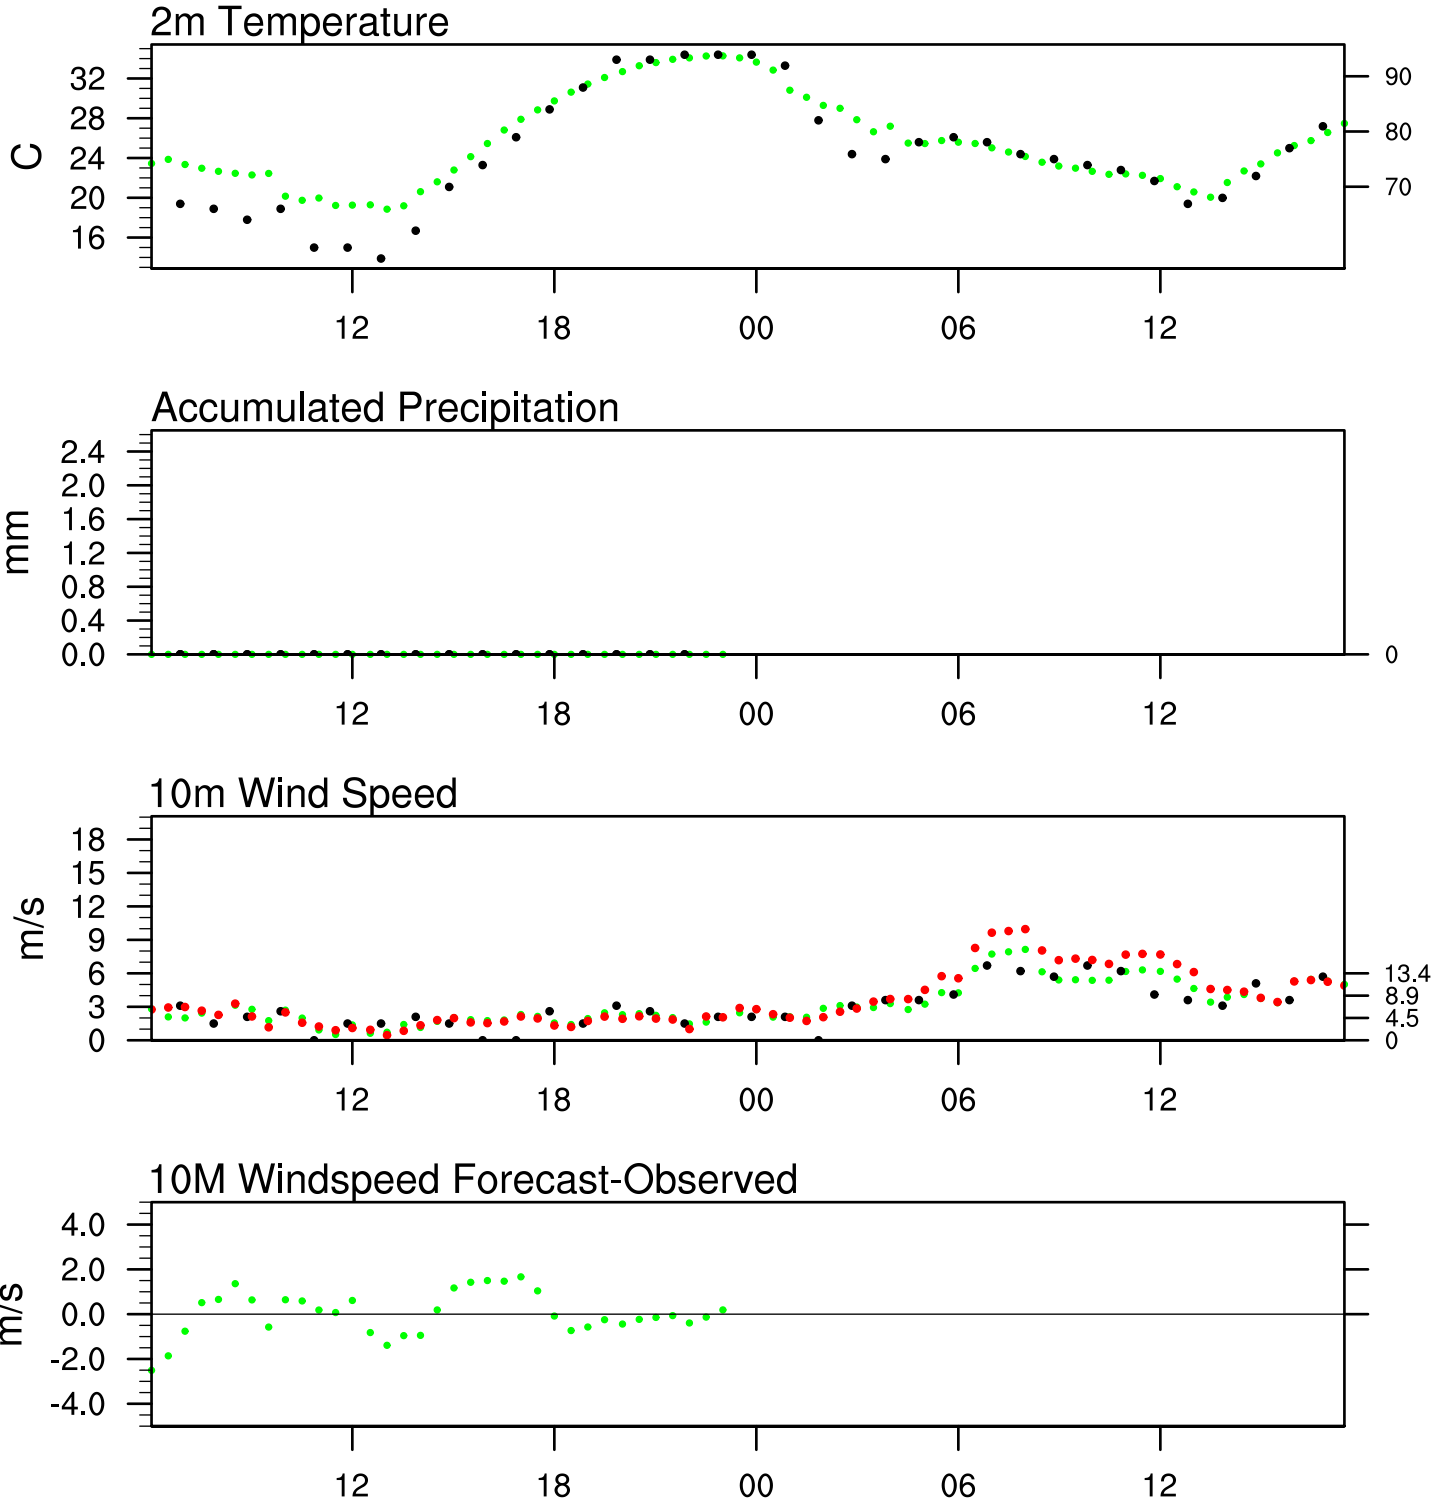 2m Temperature
32
28
24
20
16
C
90
80
70
12 18 00 06 12
Accumulated Precipitation
2.4
2.0
1.6
1.2
0.8
0.4
0.0
mm
0
12 18 00 06 12
10m Wind Speed
18
15
12
9
6
3
0
m/s
13.4
8.9
4.5
0
12 18 00 06 12
10M Windspeed Forecast-Observed
4.0
2.0
0.0
-2.0
-4.0
m/s
12 18 00 06 12